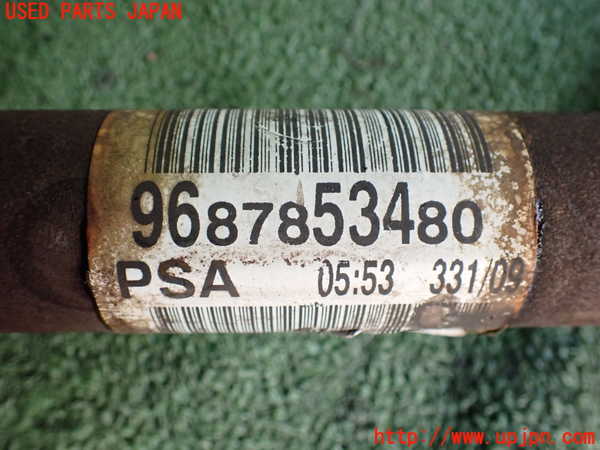 USED PARTS JAPAN
9687853480
PSA 05:53 331/09
http://www.upjpn.com